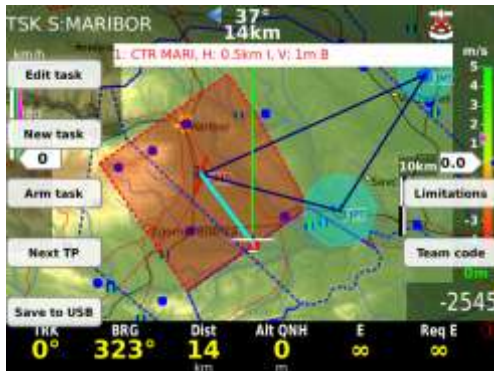 TSK S:MARIBOR
37°
14km
km/h
m/s
L: CTR MARI, H: 0.5km I, V: 1m B
Edit task
5
4
3
2
1
New task
Maribor
0
10km
0.0
Arm task
Limitations
-3
Next TP
Team code
0m
Save to USB
-2545
TRK
BRG
Dist
Alt QNH
E
Req E
0°
323°
14
0
∞
∞
km
m